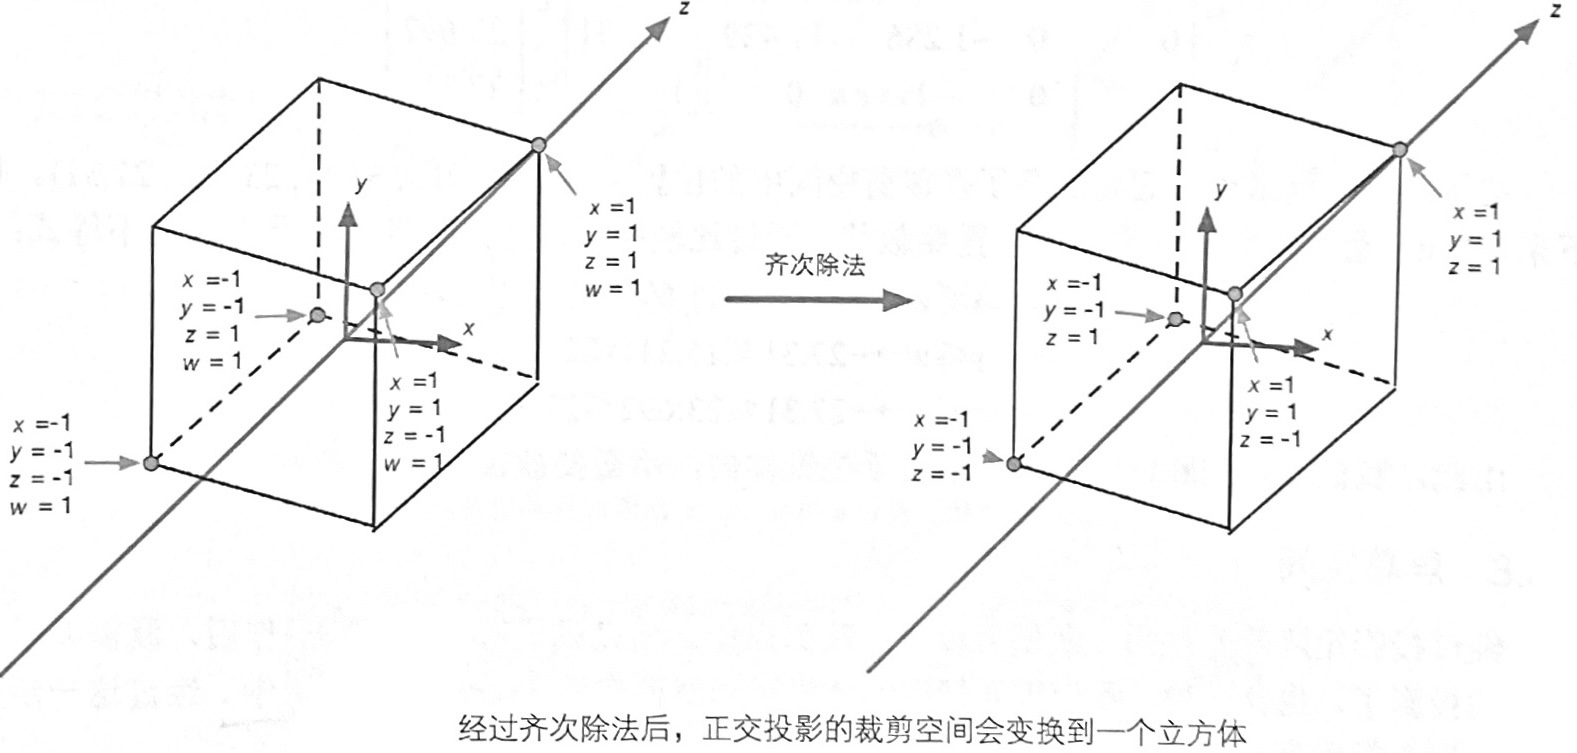 z
y
x
x =1
y = 1
z = 1
w = 1
x =-1
y = -1
z = 1
w = 1
x =1
y = 1
z = -1
w = 1
x =-1
y = -1
z = -1
w = 1
齐次除法
z
y
x
x =1
y = 1
z = 1
x =-1
y = -1
z = 1
x =1
y = 1
z = -1
x =-1
y = -1
z = -1
经过齐次除法后，正交投影的裁剪空间会变换到一个立方体